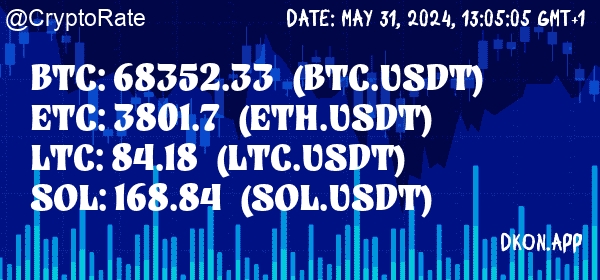 @CryptoRate
DATE: MAY 31, 2024, 13:05:05 GMT+1
BTC: 68352.33 (BTC.USDT)
ETC: 3801.7 (ETH.USDT)
LTC: 84.18 (LTC.USDT)
SOL: 168.84 (SOL.USDT)
DKON.APP